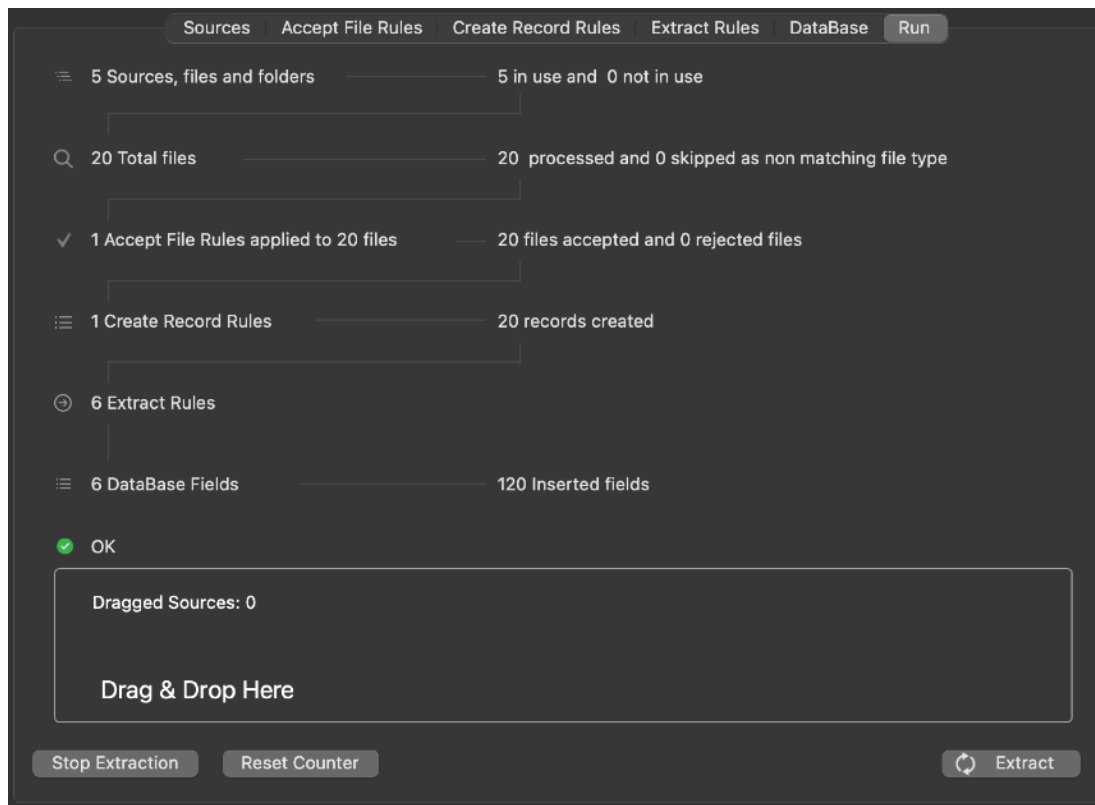 Sources Accept File Rules Create Record Rules Extract Rules DataBase Run
5 Sources, files and folders 5 in use and 0 not in use
20 Total files 20 processed and 0 skipped as non matching file type
1 Accept File Rules applied to 20 files 20 files accepted and 0 rejected files
1 Create Record Rules 20 records created
6 Extract Rules
6 DataBase Fields 120 Inserted fields
OK
Dragged Sources: 0
Drag & Drop Here
Stop Extraction Reset Counter Extract